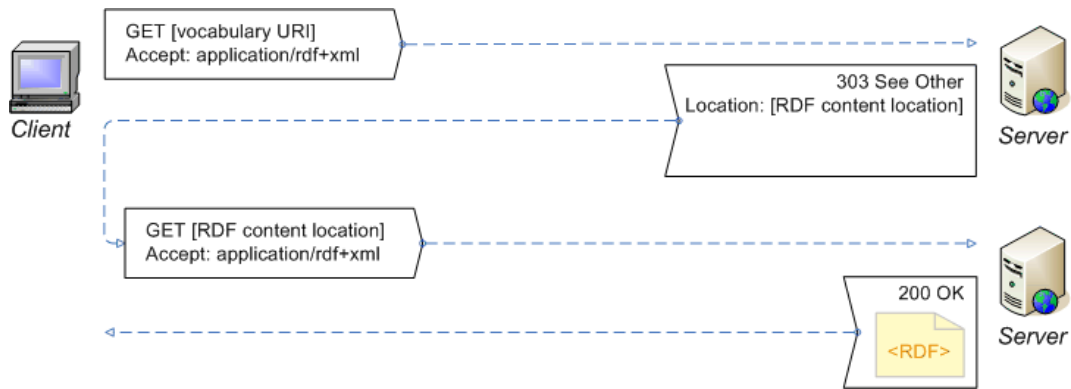 GET [vocabulary URI]
Accept: application/rdf+xml
Client
303 See Other
Location: [RDF content location]
Server
GET [RDF content location]
Accept: application/rdf+xml
200 OK
<RDF>
Server